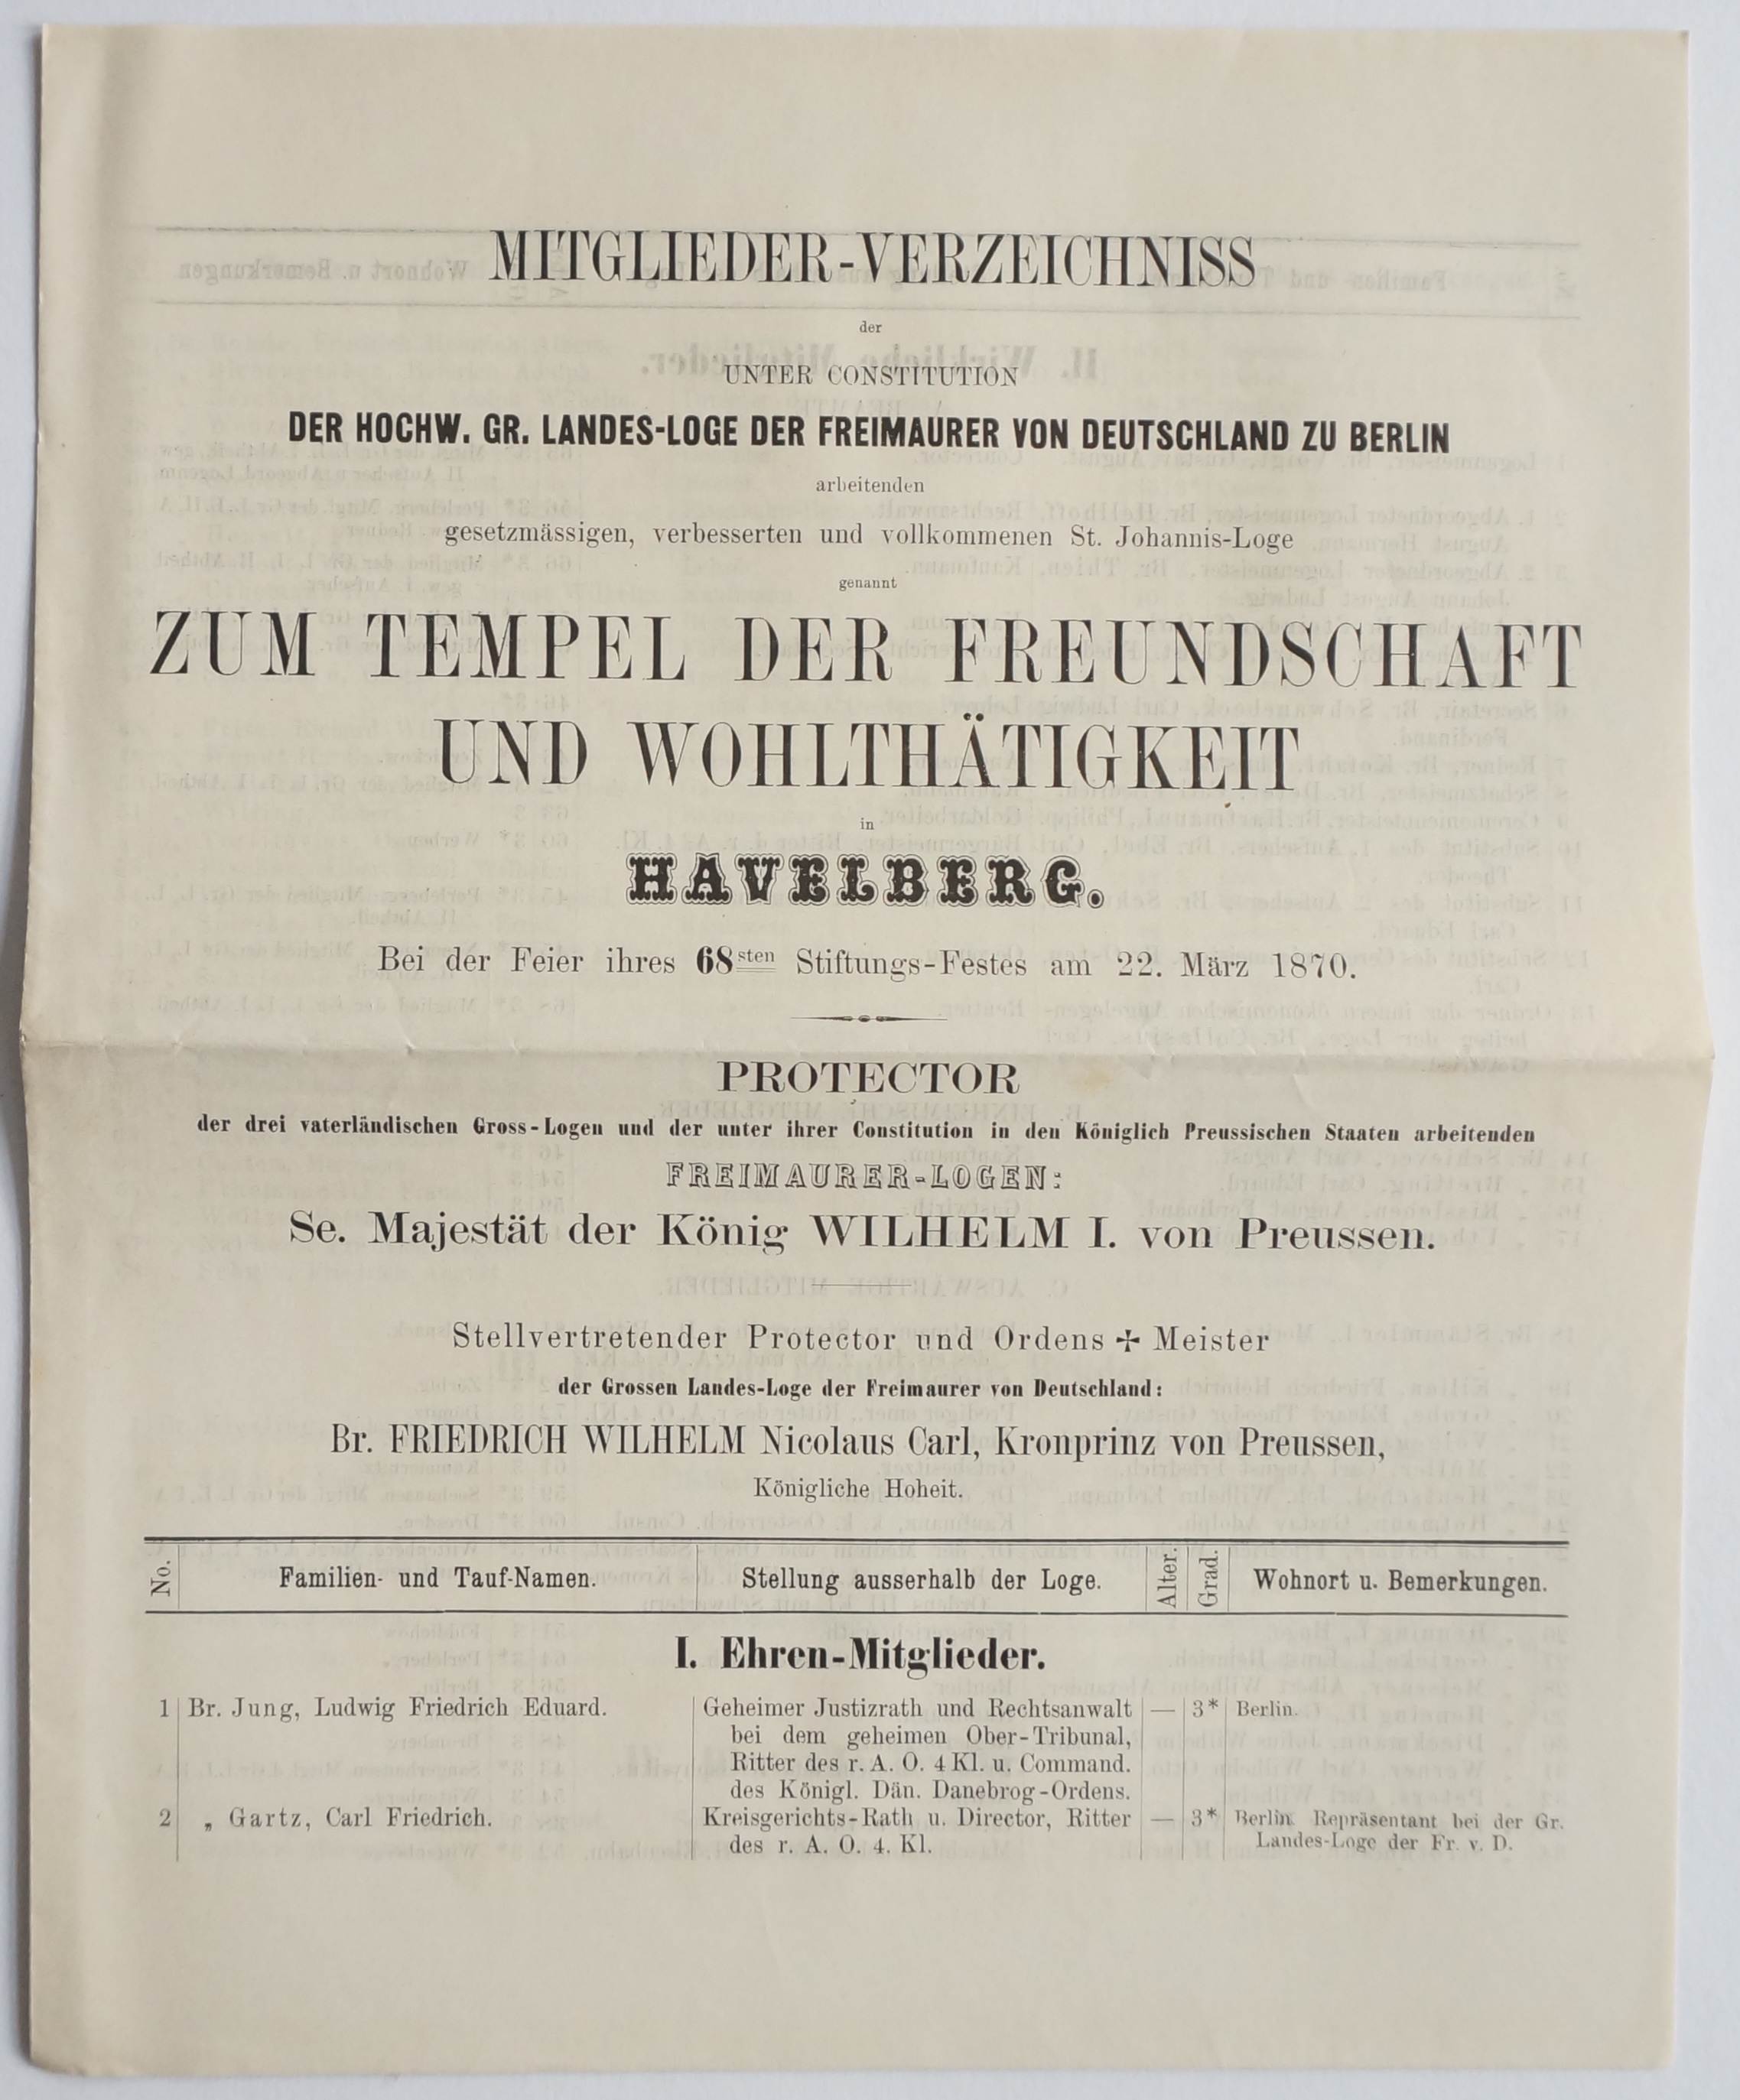 MITGLIEDER-VERZEICHNISS
der
UNTER CONSTITUTION
DER HOCHW. GR. LANDES-LOGE DER FREIMAURER VON DEUTSCHLAND ZU BERLIN
arbeitenden
gesetzmässigen, verbesserten und vollkommenen St. Johannis-Loge
genannt
ZUM TEMPEL DER FREUNDSCHAFT
UND WOHLTHÄTIGKEIT
in
HAVELBERG.
Bei der Feier ihres 68sten Stiftungs-Festes am 22. März 1870.
PROTECTOR
der drei vaterländischen Gross-Logen und der unter ihrer Constitution in den Königlich Preussischen Staaten arbeitenden
FREIMAURER-LOGEN:
Se. Majestät der König WILHELM I. von Preussen.
Stellvertretender Protector und Ordens ✢ Meister
der Grossen Landes-Loge der Freimaurer von Deutschland:
Br. FRIEDRICH WILHELM Nicolaus Carl, Kronprinz von Preussen,
Königliche Hoheit.
No. Familien- und Tauf-Namen. Stellung ausserhalb der Loge. Alter. Grad. Wohnort u. Bemerkungen.
I. Ehren-Mitglieder.
1 Br. Jung, Ludwig Friedrich Eduard. Geheimer Justizrath und Rechtsanwalt — 3* Berlin.
bei dem geheimen Ober-Tribunal,
Ritter des r. A. O. 4 Kl. u. Command.
des Königl. Dän. Danebrog-Ordens.
2 „ Gartz, Carl Friedrich. Kreisgerichts-Rath u. Director, Ritter — 3* Berlin. Repräsentant bei der Gr.
des r. A. O. 4. Kl. Landes-Loge der Fr. v. D.